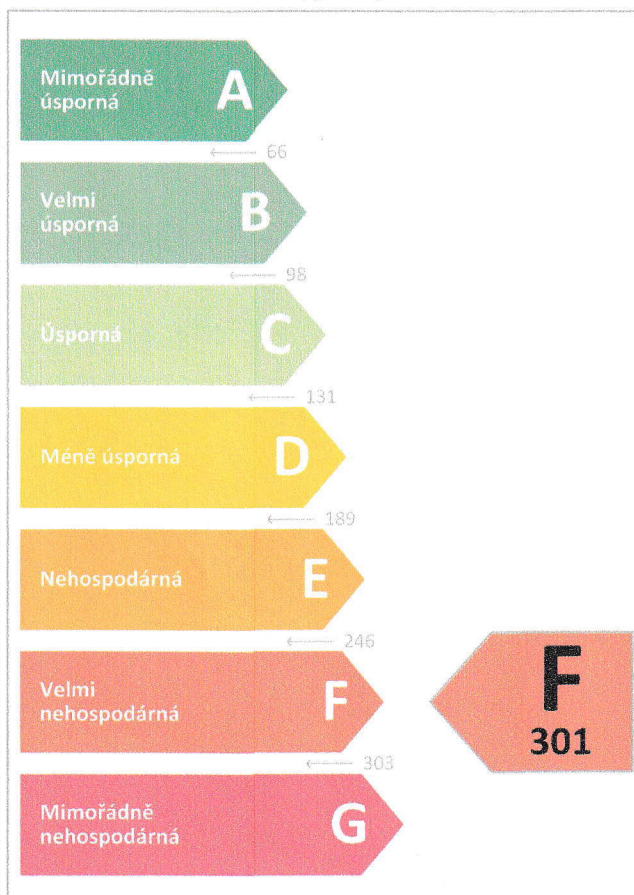 Mimořádně
úsporná
A
66
Velmi
úsporná
B
98
Úsporná
C
131
Méně úsporná
D
189
Nehospodárná
E
246
Velmi
nehospodárná
F
F
301
303
Mimořádně
nehospodárná
G